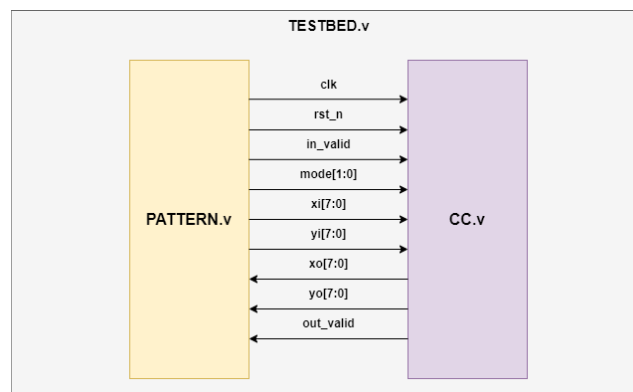 TESTBED.v
clk
rst_n
in_valid
mode[1:0]
xi[7:0]
PATTERN.v
CC.v
yi[7:0]
xo[7:0]
yo[7:0]
out_valid